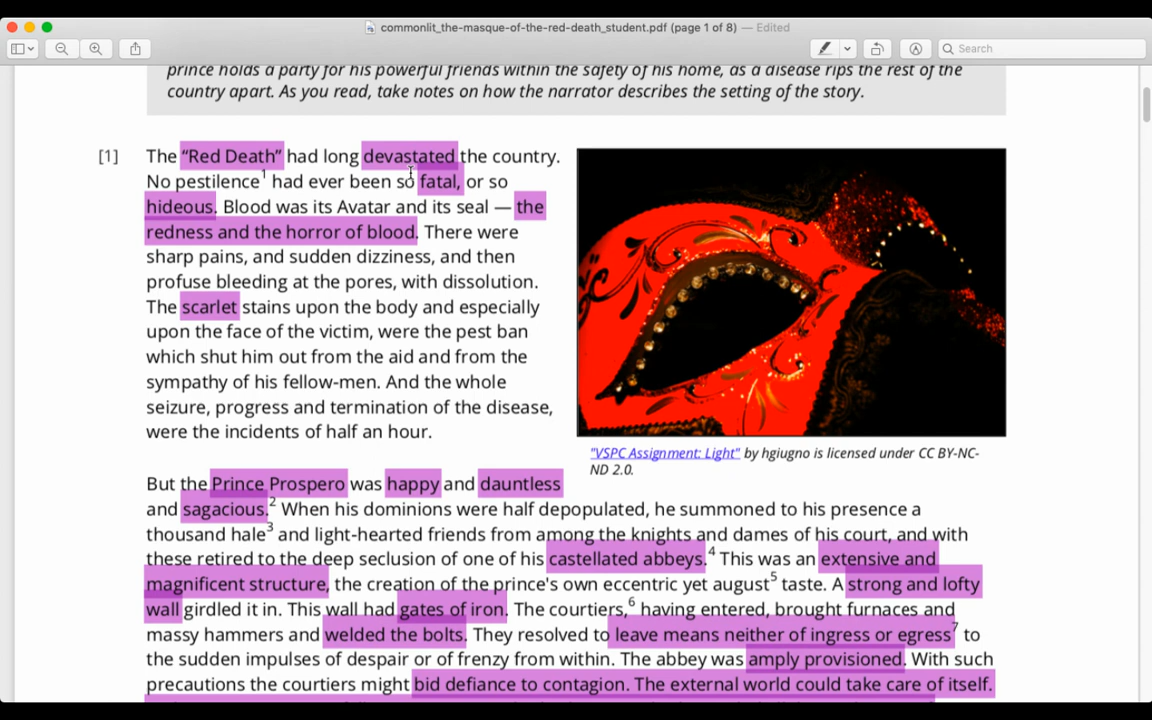 commonlit_the-masque-of-the-red-death_student.pdf (page 1 of 8) — Edited
Search
prince holds a party for his powerful friends within the safety of his home, as a disease rips the rest of the
country apart. As you read, take notes on how the narrator describes the setting of the story.
[1] The “Red Death” had long devastated the country.
No pestilence1 had ever been so fatal, or so
hideous. Blood was its Avatar and its seal — the
redness and the horror of blood. There were
sharp pains, and sudden dizziness, and then
profuse bleeding at the pores, with dissolution.
The scarlet stains upon the body and especially
upon the face of the victim, were the pest ban
which shut him out from the aid and from the
sympathy of his fellow-men. And the whole
seizure, progress and termination of the disease,
were the incidents of half an hour.
"VSPC Assignment: Light" by hgiugno is licensed under CC BY-NC-
ND 2.0.
But the Prince Prospero was happy and dauntless
and sagacious.2 When his dominions were half depopulated, he summoned to his presence a
thousand hale3 and light-hearted friends from among the knights and dames of his court, and with
these retired to the deep seclusion of one of his castellated abbeys.4 This was an extensive and
magnificent structure, the creation of the prince's own eccentric yet august5 taste. A strong and lofty
wall girdled it in. This wall had gates of iron. The courtiers,6 having entered, brought furnaces and
massy hammers and welded the bolts. They resolved to leave means neither of ingress or egress7 to
the sudden impulses of despair or of frenzy from within. The abbey was amply provisioned. With such
precautions the courtiers might bid defiance to contagion. The external world could take care of itself.